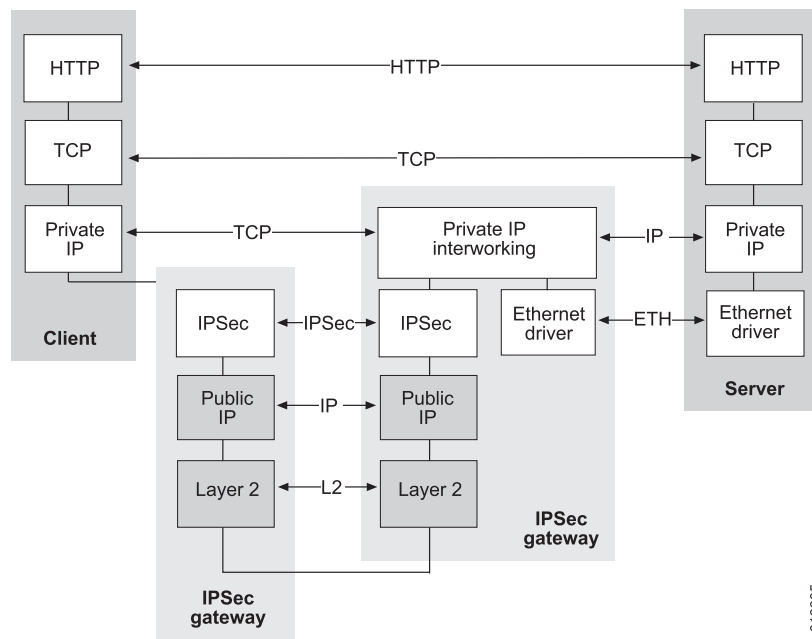 HTTP
HTTP
HTTP
TCP
TCP
TCP
Private
IP
TCP
Private IP
interworking
IP
Private
IP
IPSec
IPSec
IPSec
Ethernet
driver
ETH
Ethernet
driver
Client
Server
Public
IP
IP
Public
IP
Layer 2
L2
Layer 2
IPSec
gateway
IPSec
gateway